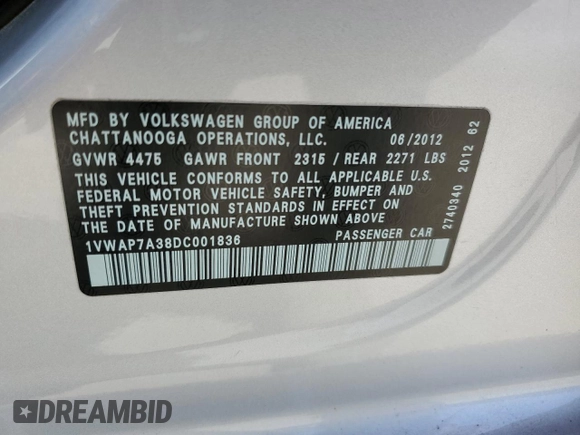 MFD BY VOLKSWAGEN GROUP OF AMERICA
CHATTANOOGA OPERATIONS, LLC. 06/2012
GVWR 4475 GAWR FRONT 2315 / REAR 2271 LBS
THIS VEHICLE CONFORMS TO ALL APPLICABLE U.S.
FEDERAL MOTOR VEHICLE SAFETY, BUMPER AND
THEFT PREVENTION STANDARDS IN EFFECT ON
THE DATE OF MANUFACTURE SHOWN ABOVE.
1VWAP7A38DC001836 PASSENGER CAR
2740340 2012 62
DREAMBID